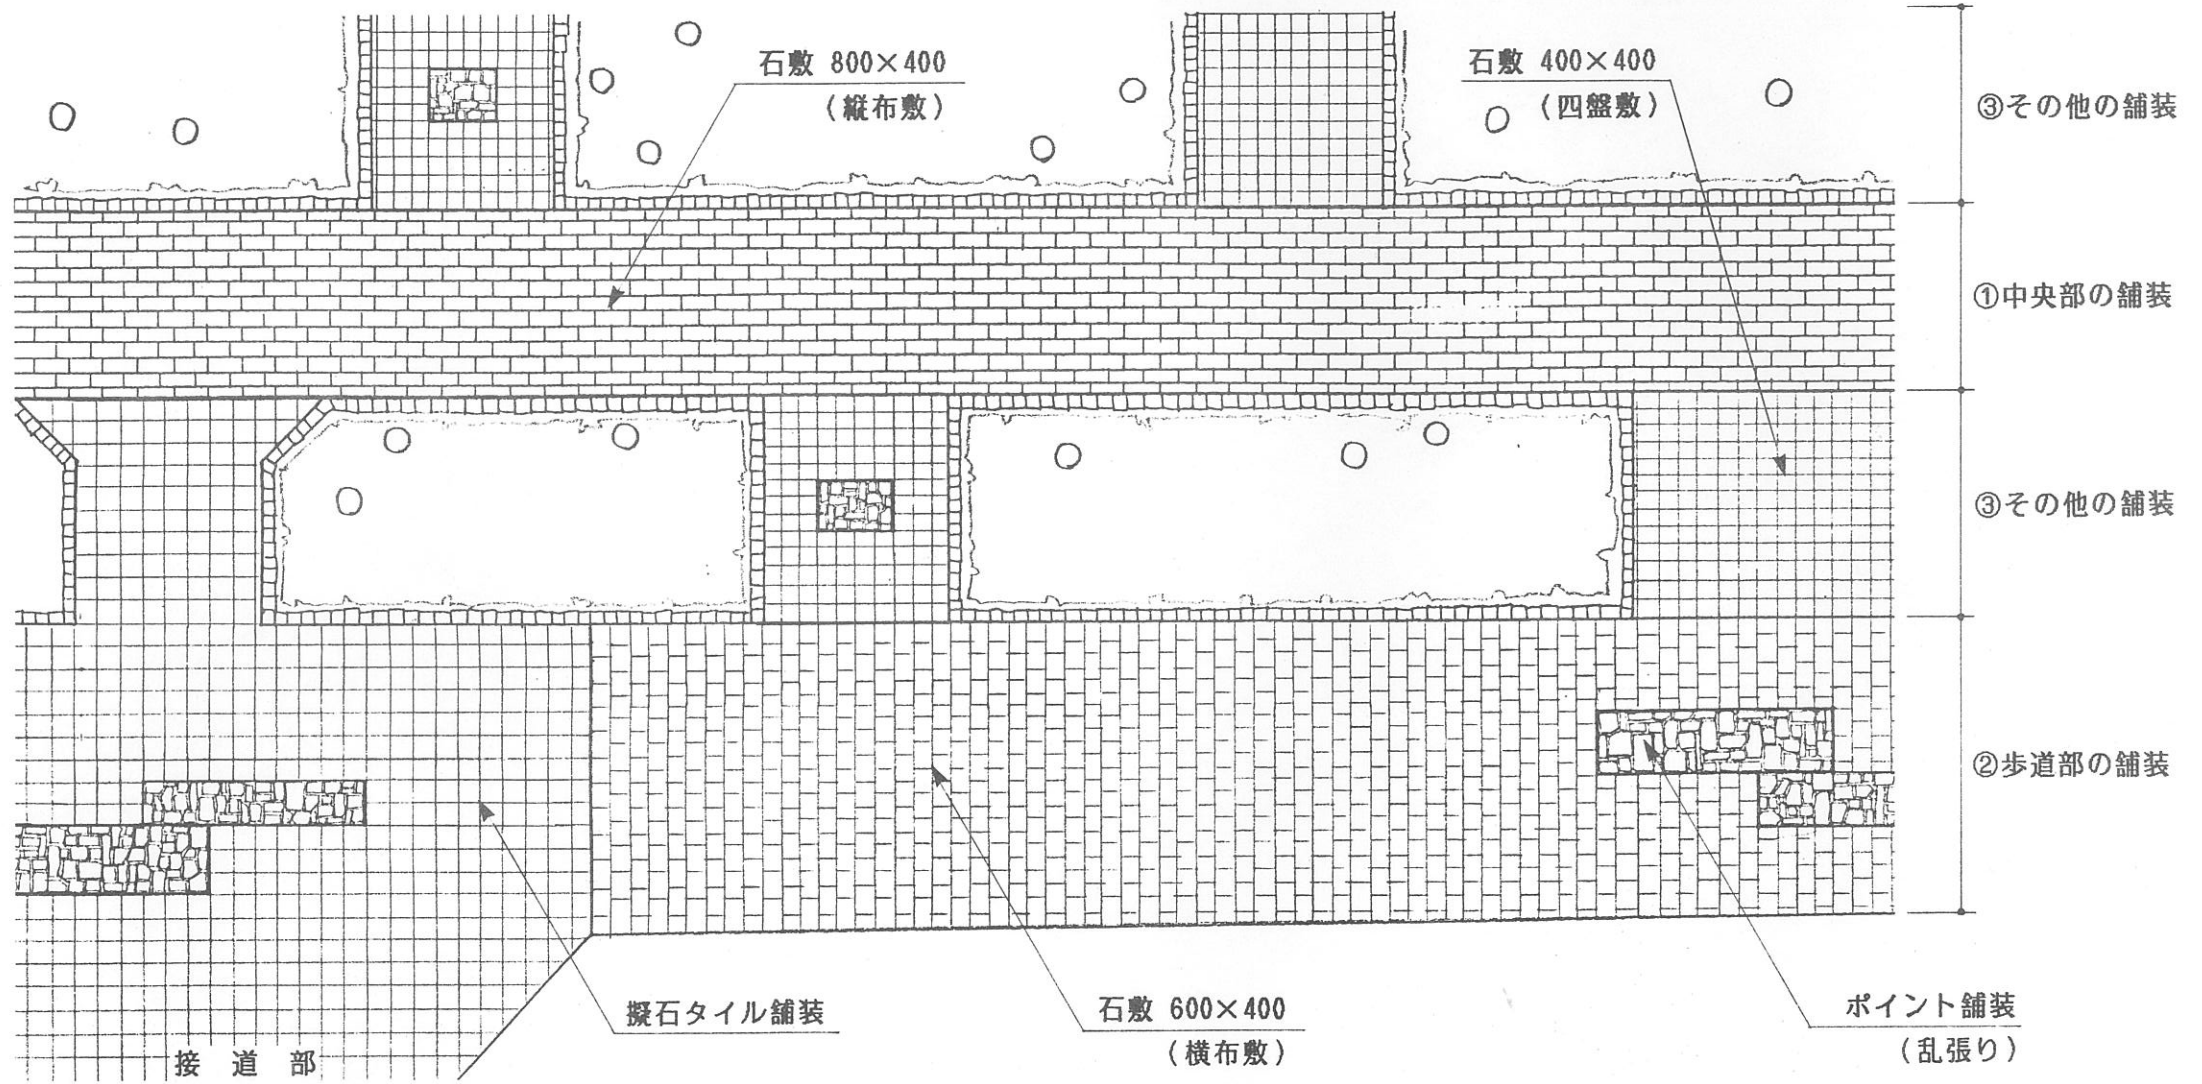 石敷 800×400
(縦布敷)
石敷 400×400
(四盤敷)
③その他の舗装
①中央部の舗装
③その他の舗装
②歩道部の舗装
擬石タイル舗装
石敷 600×400
(横布敷)
ポイント舗装
(乱張り)
接道部